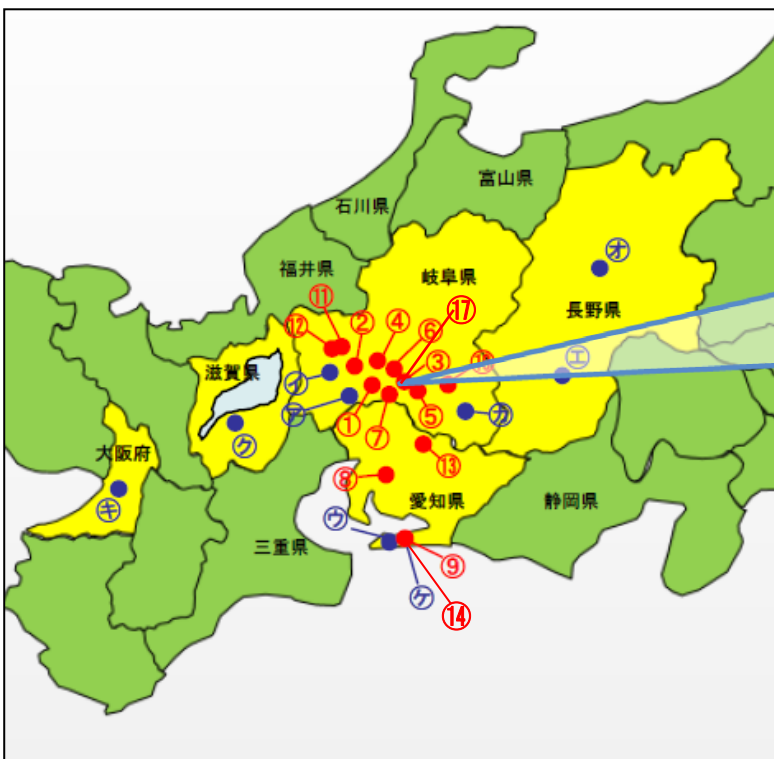 富山県
石川県
福井県
岐阜県
⑪
⑰
長野県
㋔
⑫
②
④
⑥
滋賀県
㋑
③
㋓
㋐
①
⑦
⑤
㋕
㋗
大阪府
⑬
㋖
⑧
愛知県
静岡県
㋒
三重県
⑨
㋘
⑭